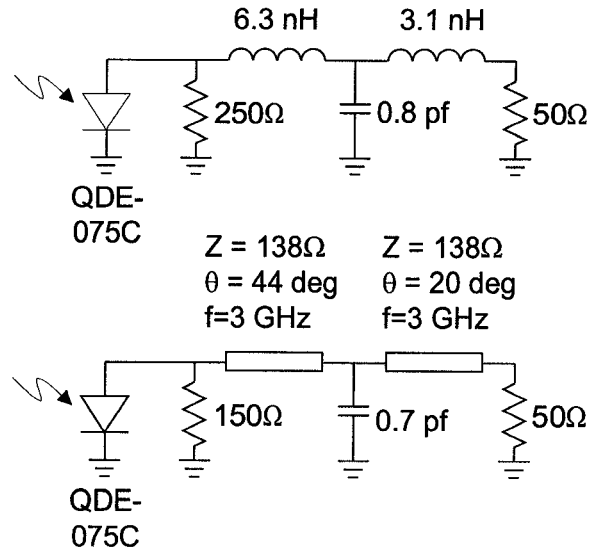 6.3 nH
3.1 nH
250Ω
0.8 pf
50Ω
QDE-
075C
Z = 138Ω
θ = 44 deg
f=3 GHz
Z = 138Ω
θ = 20 deg
f=3 GHz
150Ω
0.7 pf
50Ω
QDE-
075C